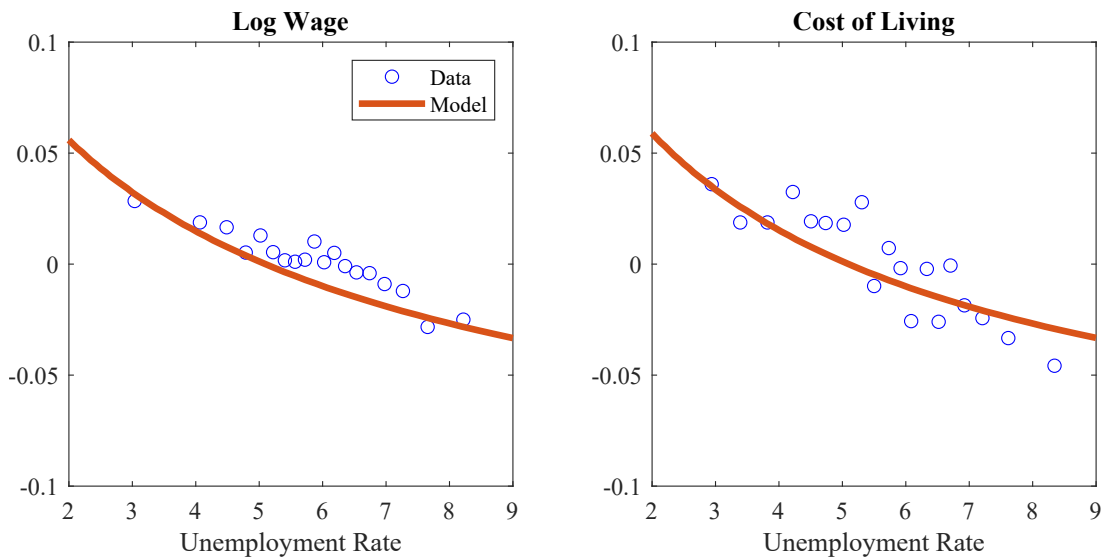 Log Wage
0.1
0.05
0
-0.05
-0.1
2 3 4 5 6 7 8 9
Unemployment Rate
Data
Model
Cost of Living
0.1
0.05
0
-0.05
-0.1
2 3 4 5 6 7 8 9
Unemployment Rate